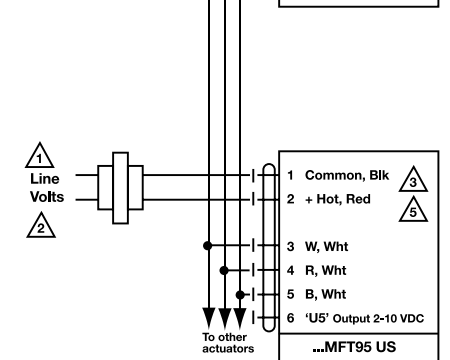 1
Line
Volts
2
1 Common, Blk
3
2 + Hot, Red
5
3 W, Wht
4 R, Wht
5 B, Wht
6 'U5' Output 2-10 VDC
To other
actuators
...MFT95 US